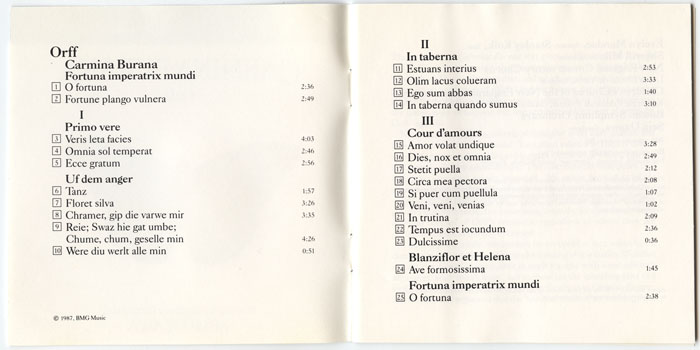 Orff
Carmina Burana
Fortuna imperatrix mundi
1 O fortuna 2:36
2 Fortune plango vulnera 2:49
I
Primo vere
3 Veris leta facies 4:03
4 Omnia sol temperat 2:46
5 Ecce gratum 2:56
Uf dem anger
6 Tanz 1:57
7 Floret silva 3:26
8 Chramer, gip die varwe mir 3:35
9 Reie; Swaz hie gat umbe;
Chume, chum, geselle min 4:26
10 Were diu werlt alle min 0:51
© 1987, BMG Music
II
In taberna
11 Estuans interius 2:53
12 Olim lacus colueram 3:33
13 Ego sum abbas 1:40
14 In taberna quando sumus 3:10
III
Cour d'amours
15 Amor volat undique 3:28
16 Dies, nox et omnia 2:49
17 Stetit puella 2:12
18 Circa mea pectora 2:08
19 Si puer cum puellula 1:07
20 Veni, veni, venias 1:02
21 In trutina 2:09
22 Tempus est iocundum 2:36
23 Dulcissime 0:36
Blanziflor et Helena
24 Ave formosissima 1:45
Fortuna imperatrix mundi
25 O fortuna 2:38